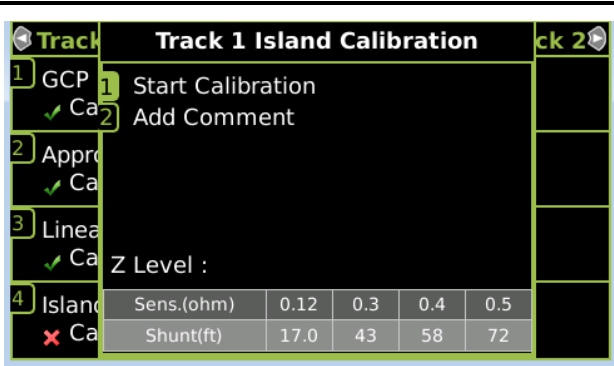 Track
Track 1 Island Calibration
ck 2
1 GCP
Ca
2 Appro
Ca
3 Linea
Ca
4 Island
Ca
1 Start Calibration
2 Add Comment
Z Level :
Sens.(ohm) 0.12 0.3 0.4 0.5
Shunt(ft) 17.0 43 58 72